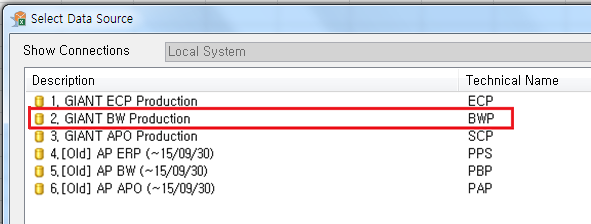 Select Data Source
Show Connections Local System
Description Technical Name
1. GIANT ECP Production ECP
2. GIANT BW Production BWP
3. GIANT APO Production SCP
4.[Old] AP ERP (~15/09/30) PPS
5.[Old] AP BW (~15/09/30) PBP
6.[Old] AP APO (~15/09/30) PAP